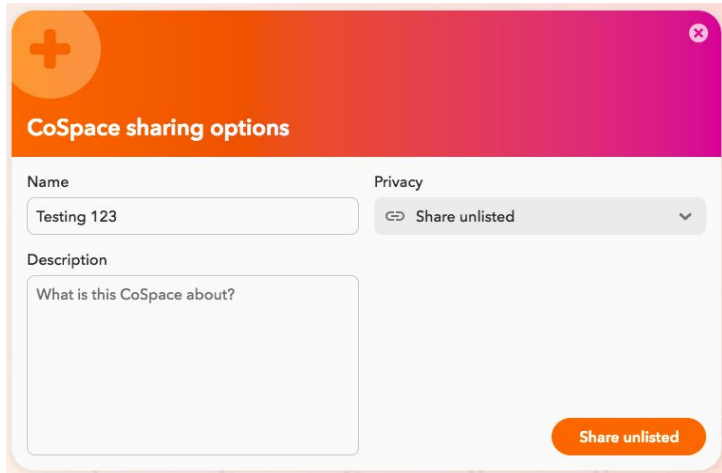 CoSpace sharing options
Name
Privacy
Testing 123
Share unlisted
Description
What is this CoSpace about?
Share unlisted